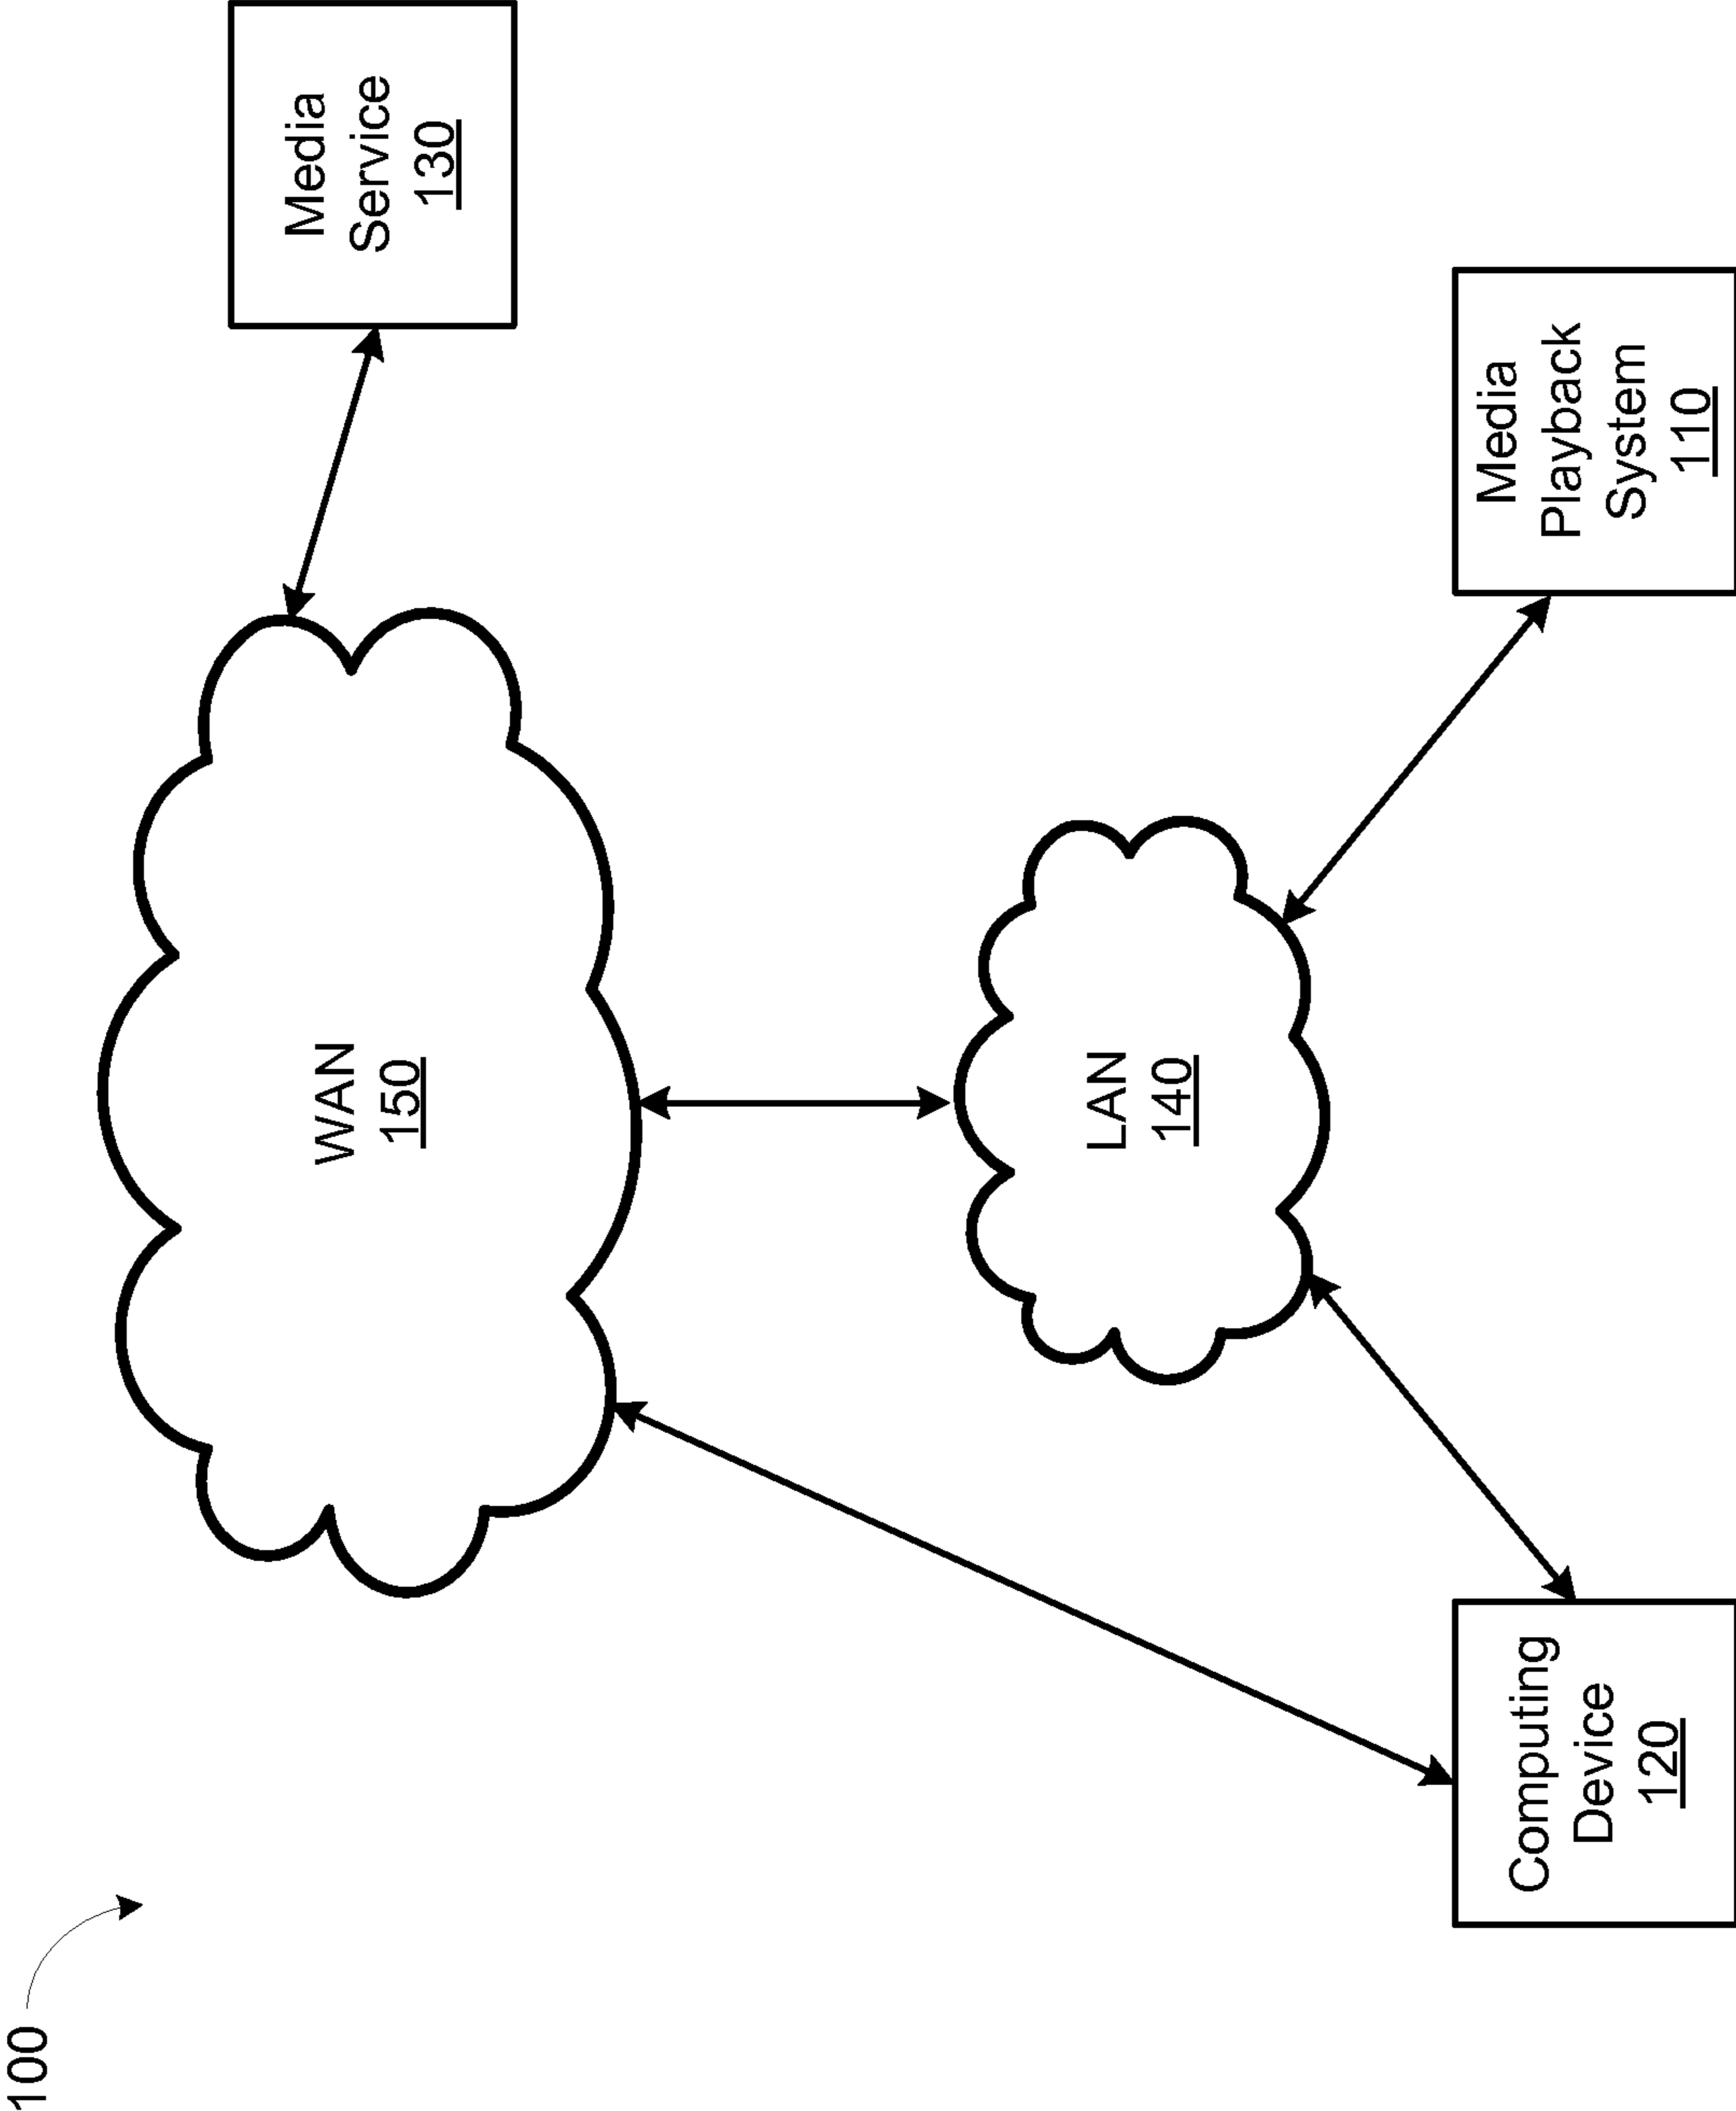 100
WAN
150
Media
Service
130
LAN
140
Computing
Device
120
Media
Playback
System
110